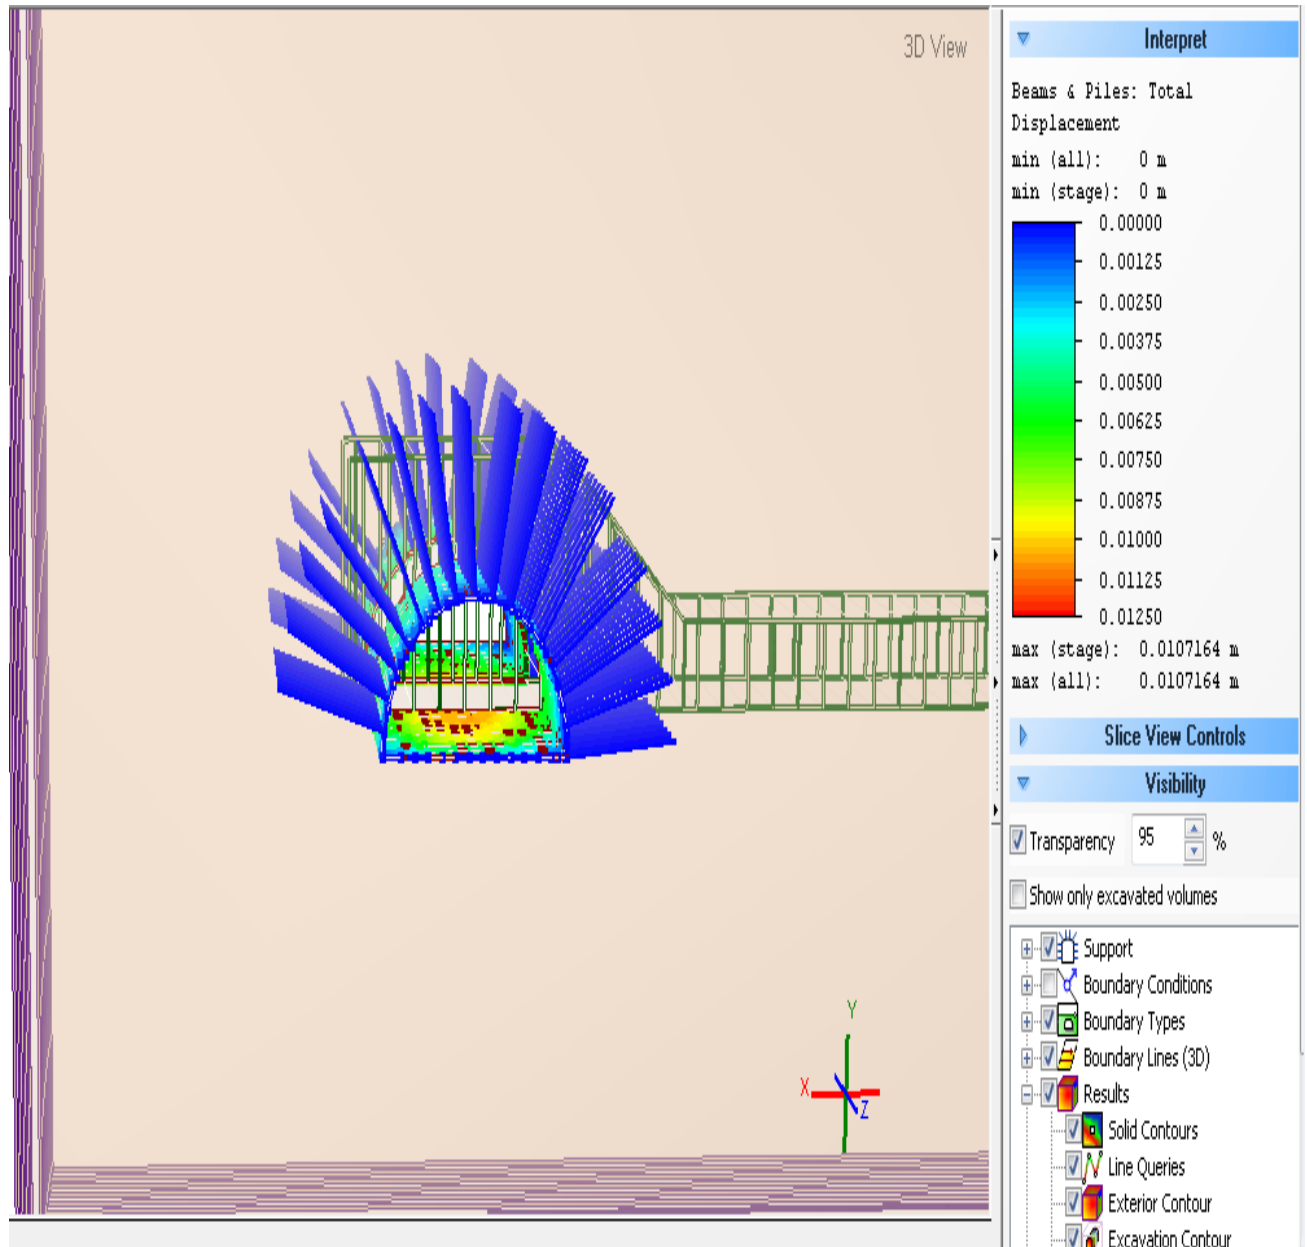 3D View
Interpret
Beams & Piles: Total
Displacement
min (all): 0 m
min (stage): 0 m
0.00000
0.00125
0.00250
0.00375
0.00500
0.00625
0.00750
0.00875
0.01000
0.01125
0.01250
max (stage): 0.0107164 m
max (all): 0.0107164 m
Slice View Controls
Visibility
Transparency 95 %
Show only excavated volumes
Support
Boundary Conditions
Boundary Types
Boundary Lines (3D)
Results
Solid Contours
Line Queries
Exterior Contour
Excavation Contour
Y
X
Z